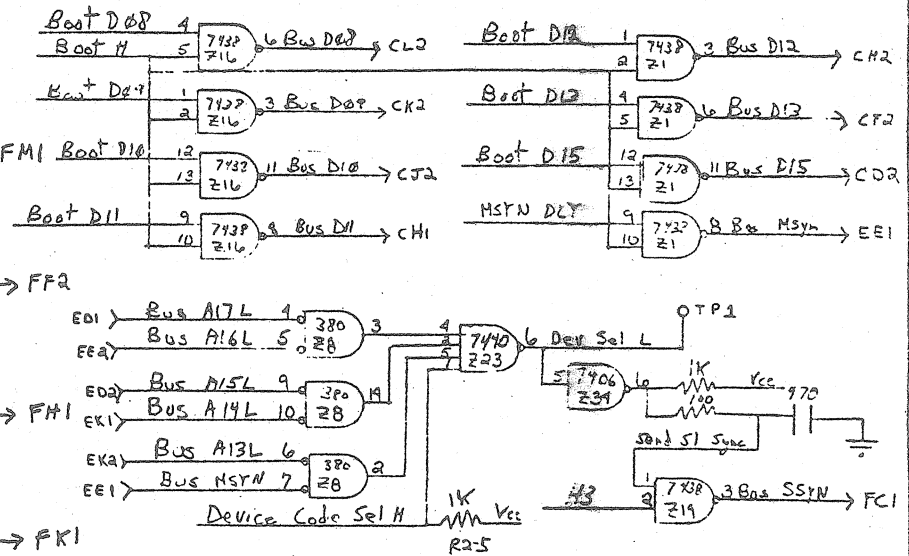 Boot D08 4 7438 Z16 6 Bus D08 CL2
Boot H 5
1 7438 Z16 3 Bus D09 CK2
2
FM1 Boot D10 12 7438 Z16 11 Bus D10 CJ2
13
Boot D11 9 7438 Z16 8 Bus D11 CH1
10
Boot D12 1 7438 Z1 3 Bus D12 CH2
2
Boot D13 4 7438 Z1 6 Bus D13 CF2
5
Boot D15 12 7438 Z1 11 Bus D15 CD2
13
MSYN DLY 9 7438 Z1 8 Bus Msyn EE1
10
FF2
ED1 Bus A17L 4 380 Z8 3
EE2 Bus A16L 5
ED2 Bus A15L 9 380 Z8 14
FH1 EK1 Bus A14L 10
EK2 Bus A13L 6 380 Z8 2
EE1 Bus MSYN 7
Device Code Sel H 1K Vcc
R2-5
FK1
4 7440 Z23 6 Dev Sel L TP1
5
1
5 7406 Z34 6 1K Vcc
100 470
Send Sl Sync
1 7438 Z19 3 Bus SSYN FC1
H3 2